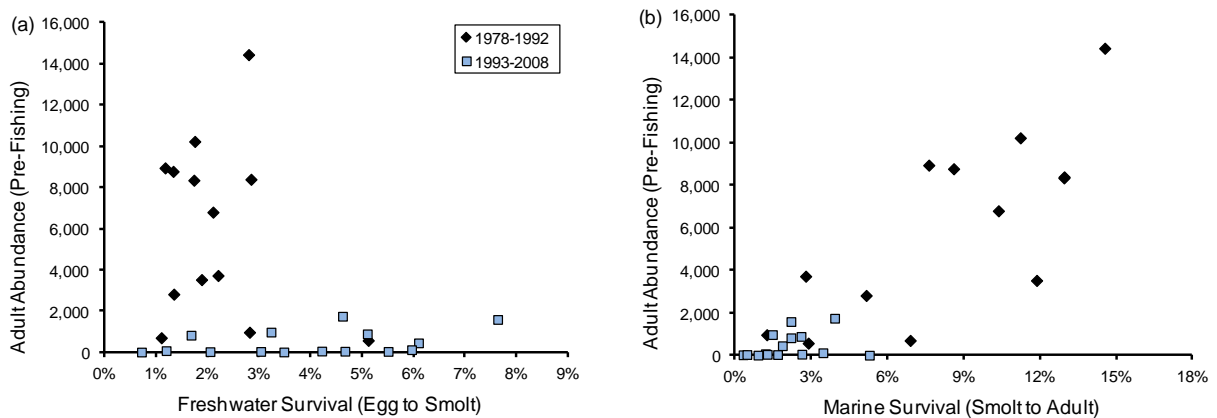 (a)
16,000
14,000
12,000
10,000
8,000
6,000
4,000
2,000
0
Adult Abundance (Pre-Fishing)
1978-1992
1993-2008
0% 1% 2% 3% 4% 5% 6% 7% 8% 9%
Freshwater Survival (Egg to Smolt)
(b)
16,000
14,000
12,000
10,000
8,000
6,000
4,000
2,000
0
Adult Abundance (Pre-Fishing)
0% 3% 6% 9% 12% 15% 18%
Marine Survival (Smolt to Adult)